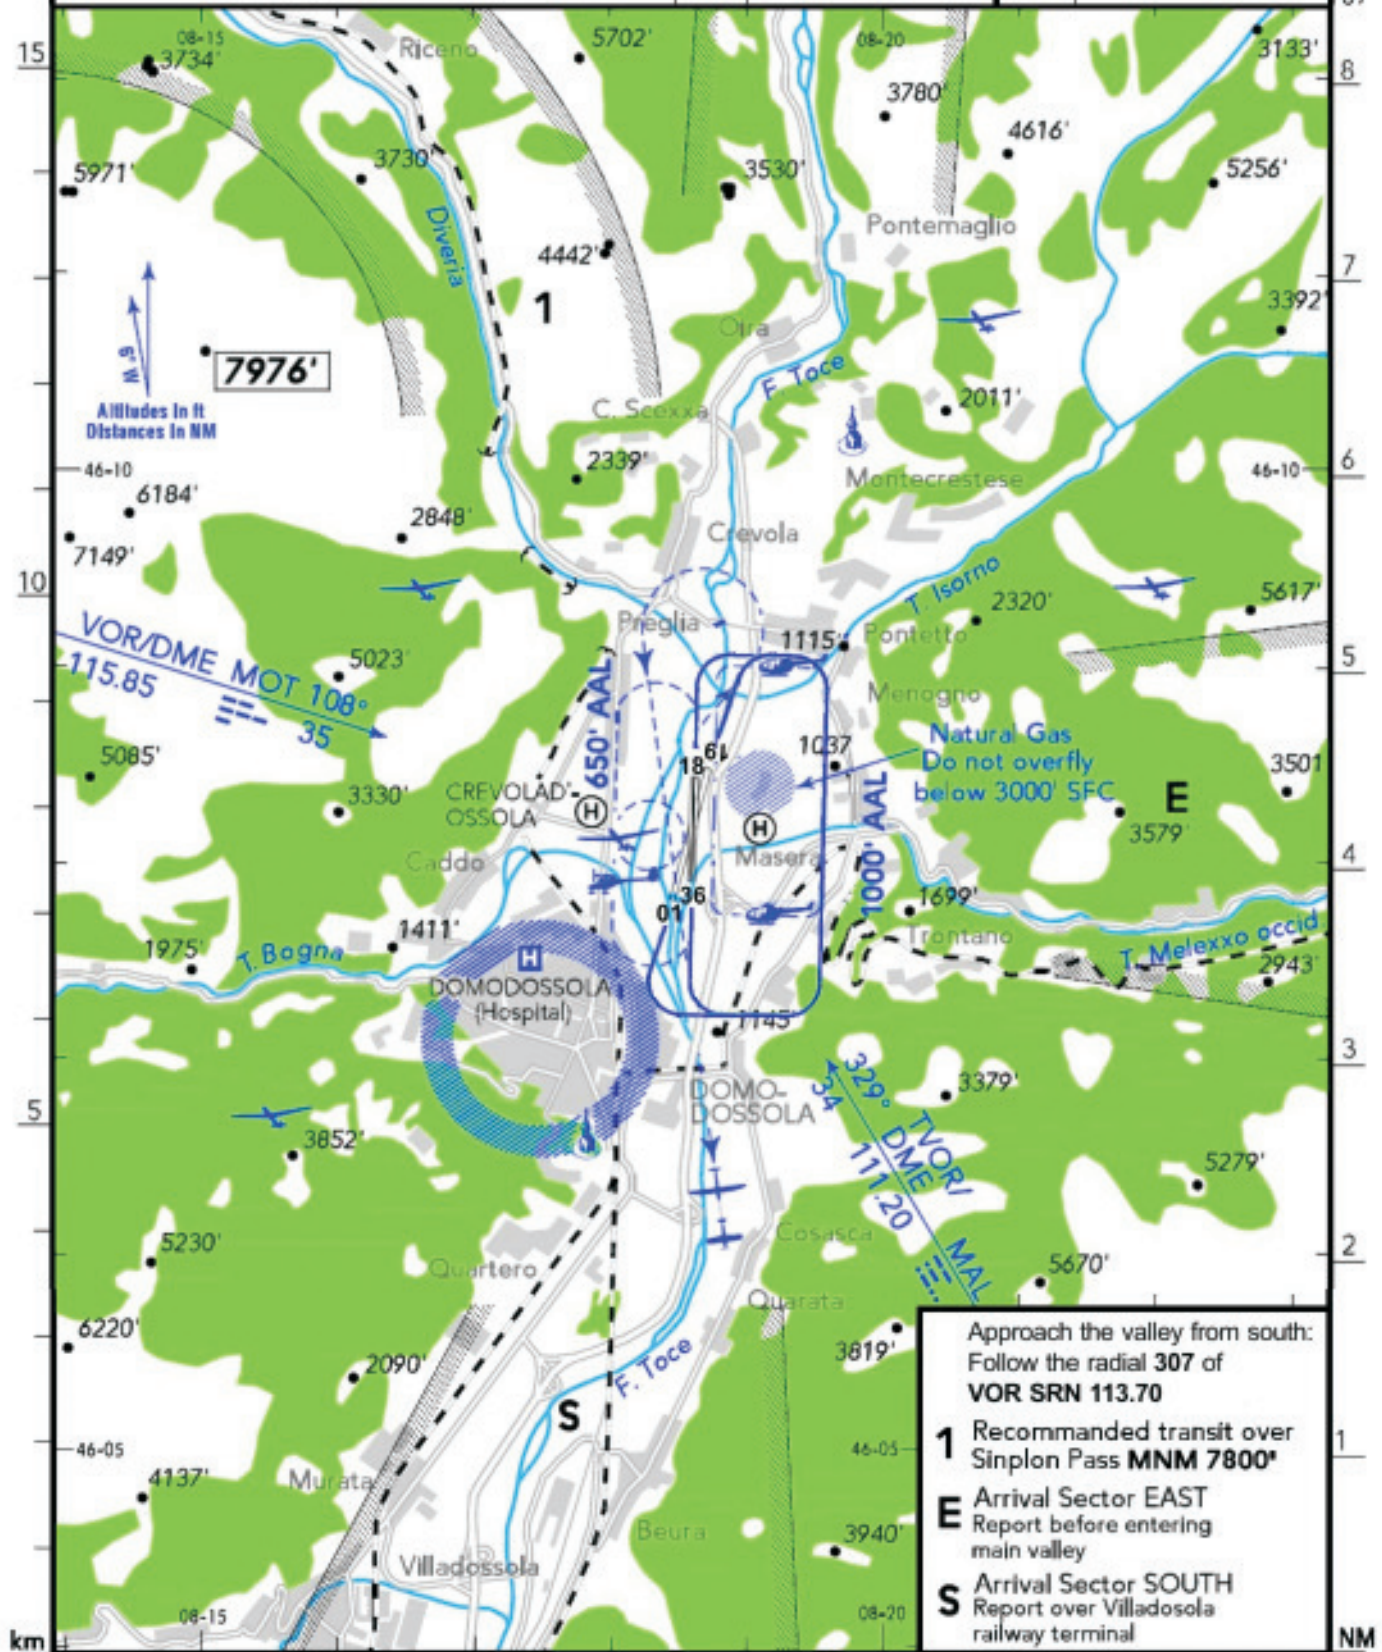 15
08-15
3734'
Riceno
5702'
08-20
3133'
8
3780'
4616'
5971'
3730'
3530'
5256'
Diveria
Pontemaglio
4442'
7
1
3392'
Oira
6°W
7976'
F. Toce
Altitudes in ft
Distances in NM
C. Scexxa
2011'
46-10
2339'
46-10
6
6184'
Montecrestese
2848'
Crevola
7149'
10
T. Isorno
2320'
5617'
VOR/DME MOT 108°
115.85
35
Preglia
1115'
Pontetto
5023'
5
Menogno
650' AAL
Natural Gas
Do not overfly
below 3000' SFC
19
18
1037
5085'
3501
CREVOLAD'-
OSSOLA
H
3330'
1000' AAL
E
3579'
H
Caddo
Masera
4
36
01
1699'
1411'
1975'
T. Bogna
Trontano
T. Melexxo occid
H
2943'
DOMODOSSOLA
(Hospital)
1145'
3
329° TVOR/
34 DME MAL
111.20
3379'
DOMO-
DOSSOLA
5
3852'
5279'
Cosasca
5230'
2
Quartero
5670'
Quarata
6220'
3819'
2090'
F. Toce
S
46-05
46-05
1
4137'
Murata
3940'
Beura
Villadossola
08-15
08-20
km
NM
Approach the valley from south:
Follow the radial 307 of
VOR SRN 113.70
1 Recommanded transit over
Sinplon Pass MNM 7800'
E Arrival Sector EAST
Report before entering
main valley
S Arrival Sector SOUTH
Report over Villadosola
railway terminal